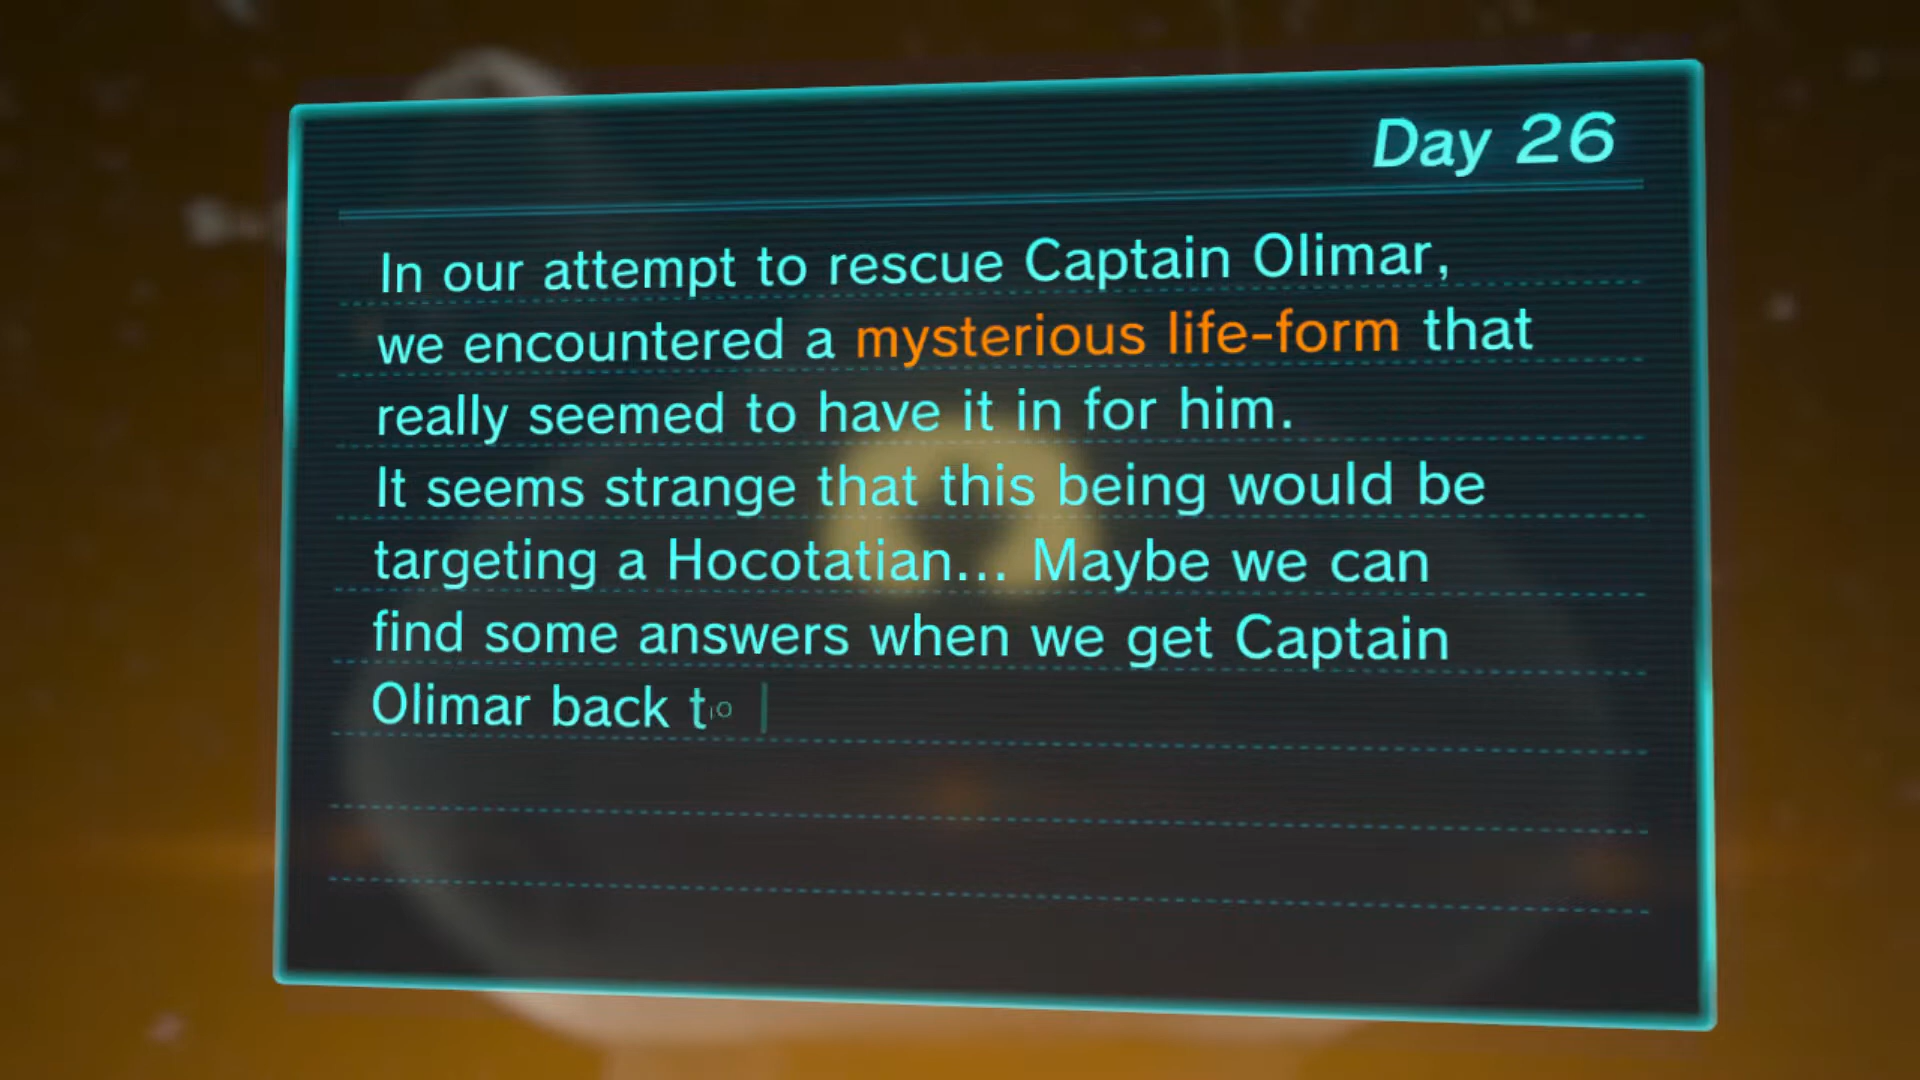 Day 26
In our attempt to rescue Captain Olimar,
we encountered a mysterious life-form that
really seemed to have it in for him.
It seems strange that this being would be
targeting a Hocotatian... Maybe we can
find some answers when we get Captain
Olimar back to